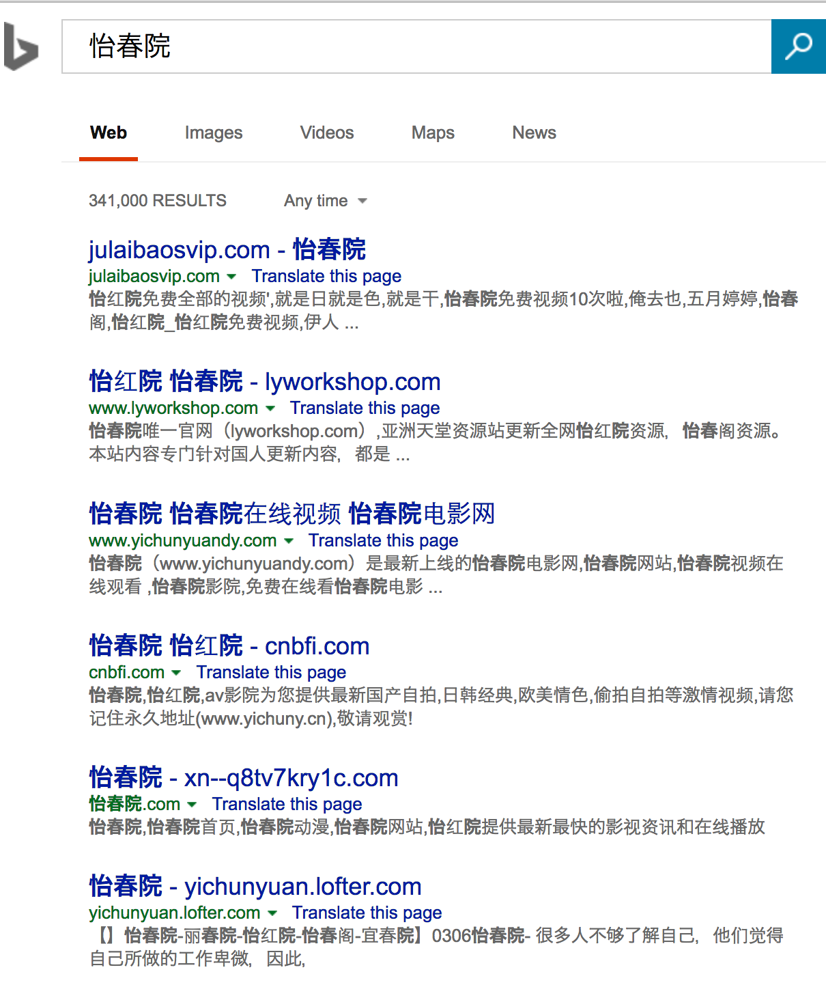 怡春院
Web Images Videos Maps News
341,000 RESULTS Any time
julaibaosvip.com - 怡春院
julaibaosvip.com Translate this page
怡红院免费全部的视频',就是日就是色,就是干,怡春院免费视频10次啦,俺去也,五月婷婷,怡春
阁,怡红院_怡红院免费视频,伊人 ...
怡红院 怡春院 - lyworkshop.com
www.lyworkshop.com Translate this page
怡春院唯一官网（lyworkshop.com）,亚洲天堂资源站更新全网怡红院资源，怡春阁资源。
本站内容专门针对国人更新内容，都是 ...
怡春院 怡春院在线视频 怡春院电影网
www.yichunyuandy.com Translate this page
怡春院（www.yichunyuandy.com）是最新上线的怡春院电影网,怡春院网站,怡春院视频在
线观看 ,怡春院影院,免费在线看怡春院电影 ...
怡春院 怡红院 - cnbfi.com
cnbfi.com Translate this page
怡春院,怡红院,av影院为您提供最新国产自拍,日韩经典,欧美情色,偷拍自拍等激情视频,请您
记住永久地址(www.yichuny.cn),敬请观赏!
怡春院 - xn--q8tv7kry1c.com
怡春院.com Translate this page
怡春院,怡春院首页,怡春院动漫,怡春院网站,怡红院提供最新最快的影视资讯和在线播放
怡春院 - yichunyuan.lofter.com
yichunyuan.lofter.com Translate this page
【】怡春院-丽春院-怡红院-怡春阁-宜春院】0306怡春院- 很多人不够了解自己，他们觉得
自己所做的工作卑微，因此,